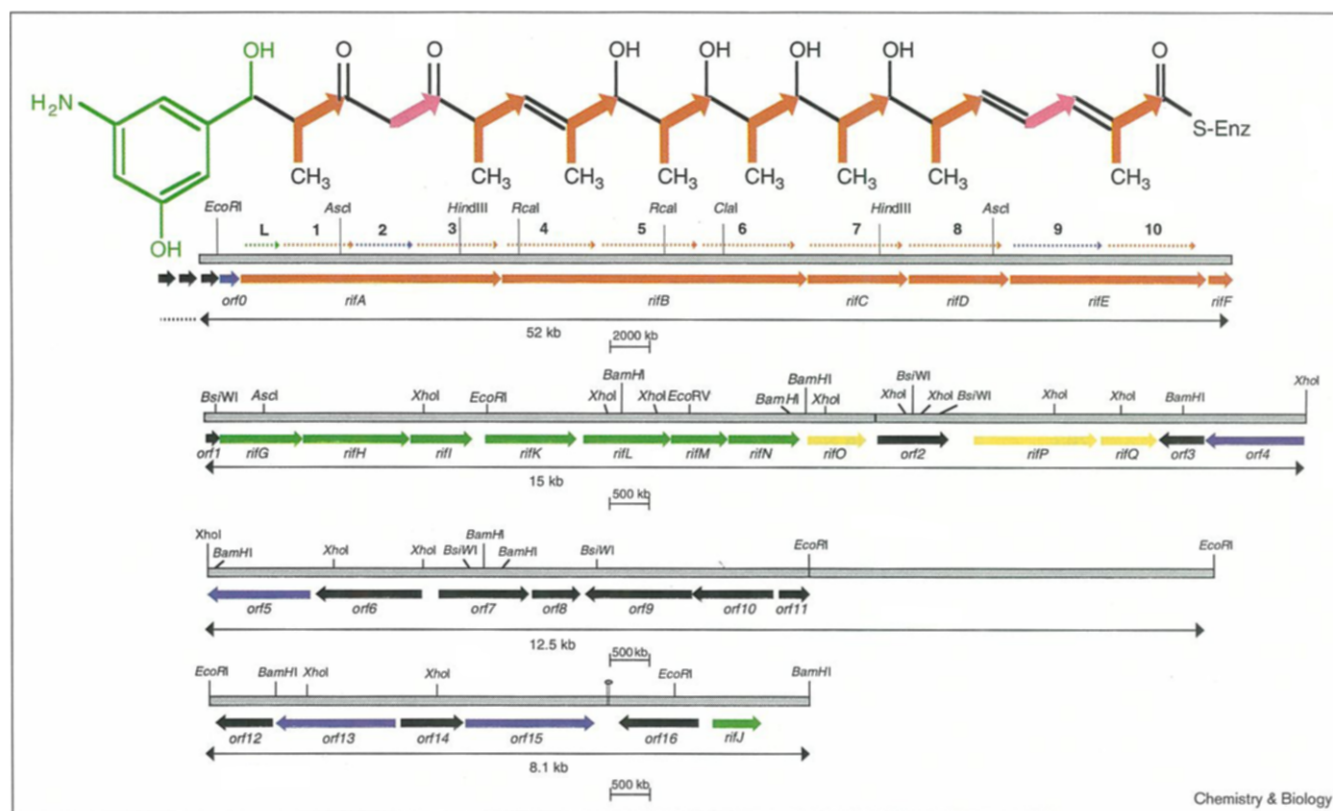 OH O O OH OH OH OH O
H₂N
S-Enz
CH₃ CH₃ CH₃ CH₃ CH₃ CH₃ CH₃ CH₃
OH
EcoRI AscI HindIII RcaI RcaI ClaI HindIII AscI
L 1 2 3 4 5 6 7 8 9 10
orf0 rifA rifB rifC rifD rifE rifF
52 kb
2000 kb
BsiWI AscI XhoI EcoRI XhoI BamHI XhoI EcoRV BamHI BamHI XhoI XhoI BsiWI XhoI BsiWI XhoI XhoI BamHI XhoI
orf1 rifG rifH rifI rifK rifL rifM rifN rifO orf2 rifP rifQ orf3 orf4
15 kb
500 kb
XhoI BamHI XhoI XhoI BsiWI BamHI BamHI BsiWI EcoRI EcoRI
orf5 orf6 orf7 orf8 orf9 orf10 orf11
12.5 kb
500 kb
EcoRI BamHI XhoI XhoI EcoRI BamHI
orf12 orf13 orf14 orf15 orf16 rifJ
8.1 kb
500 kb
Chemistry & Biology